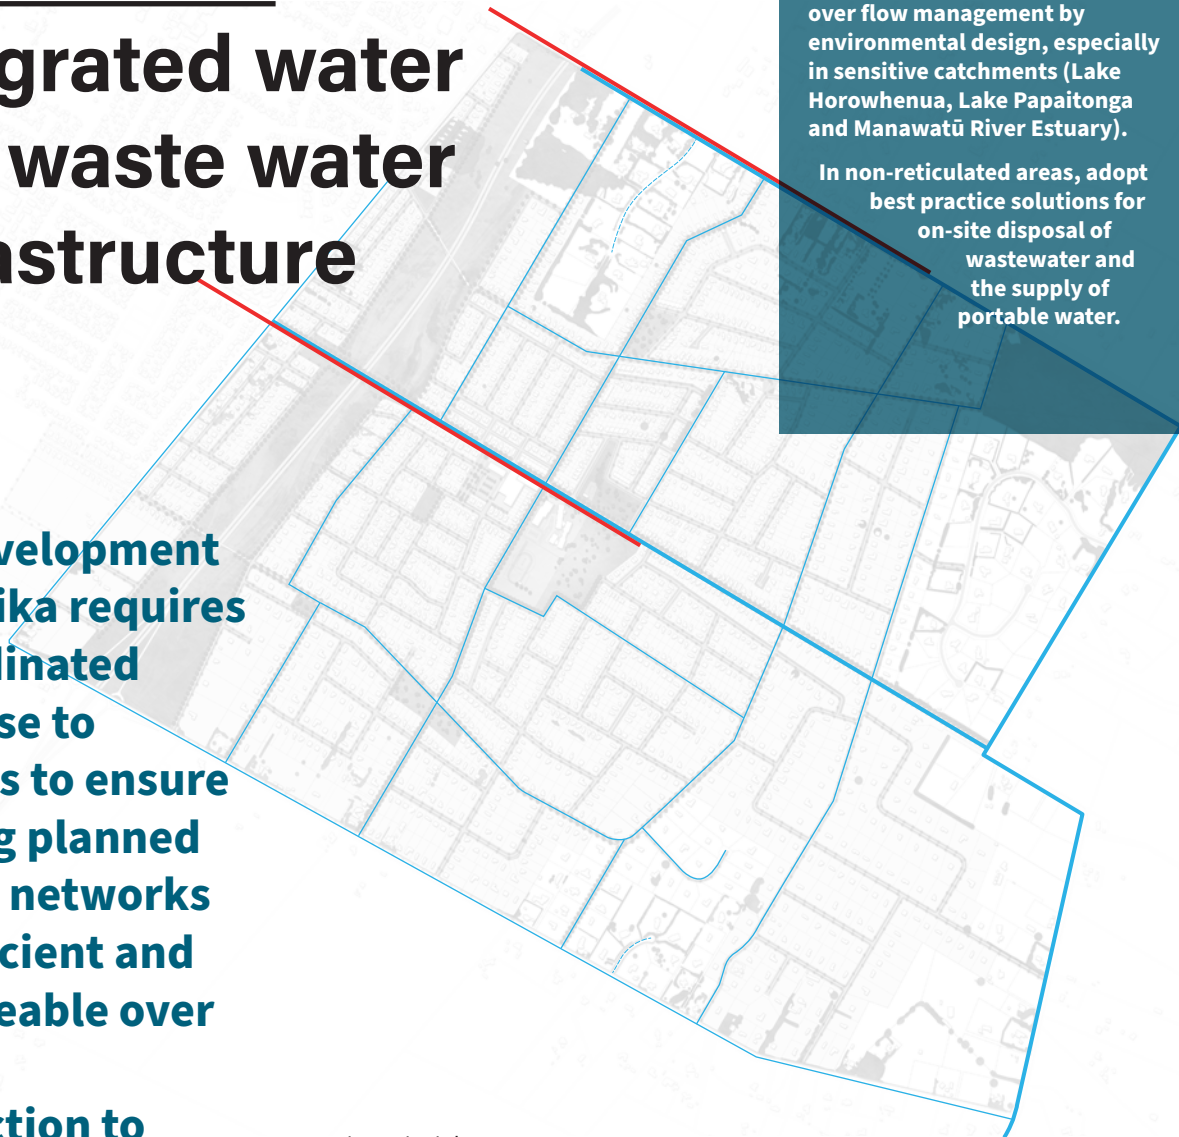 grated water
waste water
astructure
over flow management by
environmental design, especially
in sensitive catchments (Lake
Horowhenua, Lake Papaitonga
and Manawatū River Estuary).
In non-reticulated areas, adopt
best practice solutions for
on-site disposal of
wastewater and
the supply of
portable water.
velopment
ika requires
linated
se to
s to ensure
g planned
networks
cient and
eable over
ction to